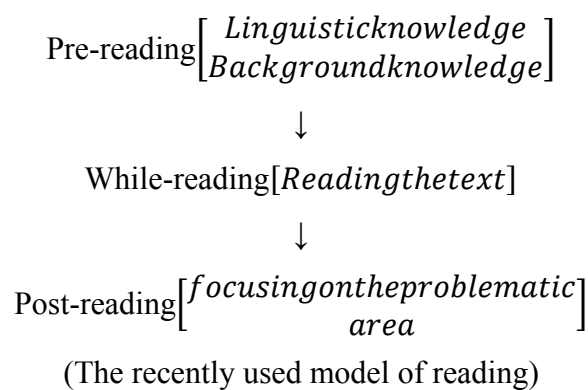 Pre-reading[Linguisticknowledge
Backgroundknowledge]
↓
While-reading[Readingthetext]
↓
Post-reading[focusingontheproblematic
area]
(The recently used model of reading)